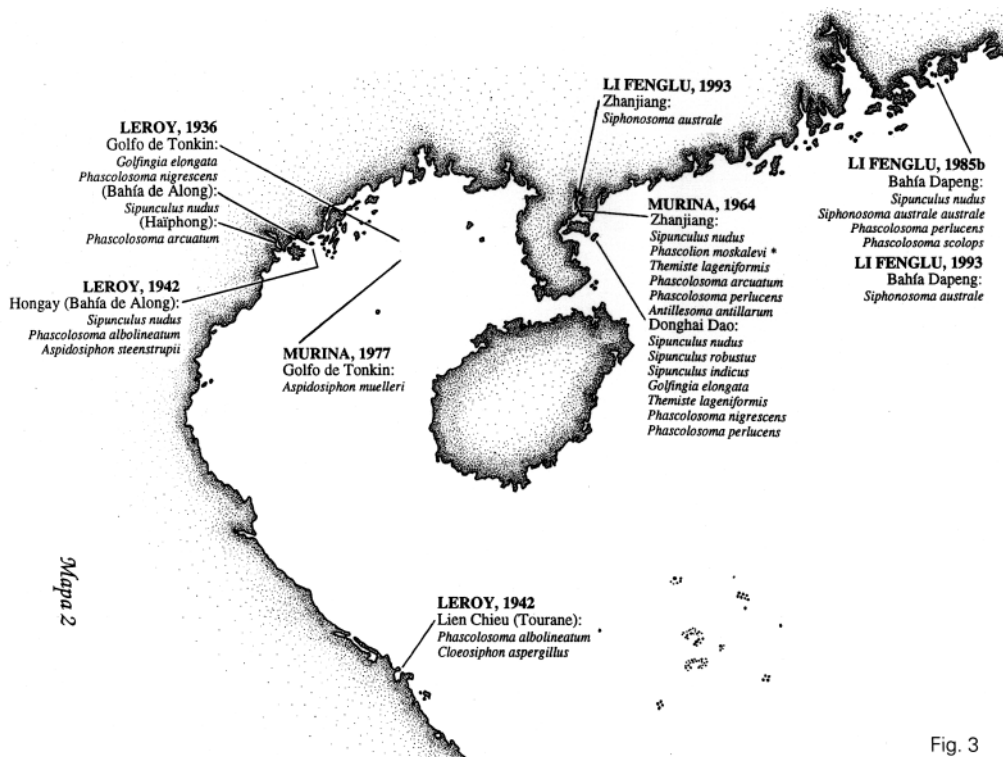 LEROY, 1936
Golfo de Tonkin:
Golfingia elongata
Phascolosoma nigrescens
(Bahía de Along):
Sipunculus nudus
(Haïphong):
Phascolosoma arcuatum
LEROY, 1942
Hongay (Bahía de Along):
Sipunculus nudus
Phascolosoma albolineatum
Aspidosiphon steenstrupii
MURINA, 1977
Golfo de Tonkin:
Aspidosiphon muelleri
LI FENGLU, 1993
Zhanjiang:
Siphonosoma australe
MURINA, 1964
Zhanjiang:
Sipunculus nudus
Phascolion moskalevi *
Themiste lageniformis
Phascolosoma arcuatum
Phascolosoma perlucens
Antillesoma antillarum
Donghai Dao:
Sipunculus nudus
Sipunculus robustus
Sipunculus indicus
Golfingia elongata
Themiste lageniformis
Phascolosoma nigrescens
Phascolosoma perlucens
LI FENGLU, 1985b
Bahía Dapeng:
Sipunculus nudus
Siphonosoma australe australe
Phascolosoma perlucens
Phascolosoma scolops
LI FENGLU, 1993
Bahía Dapeng:
Siphonosoma australe
LEROY, 1942
Lien Chieu (Tourane):
Phascolosoma albolineatum
Cloeosiphon aspergillus
Mapa 2
Fig. 3